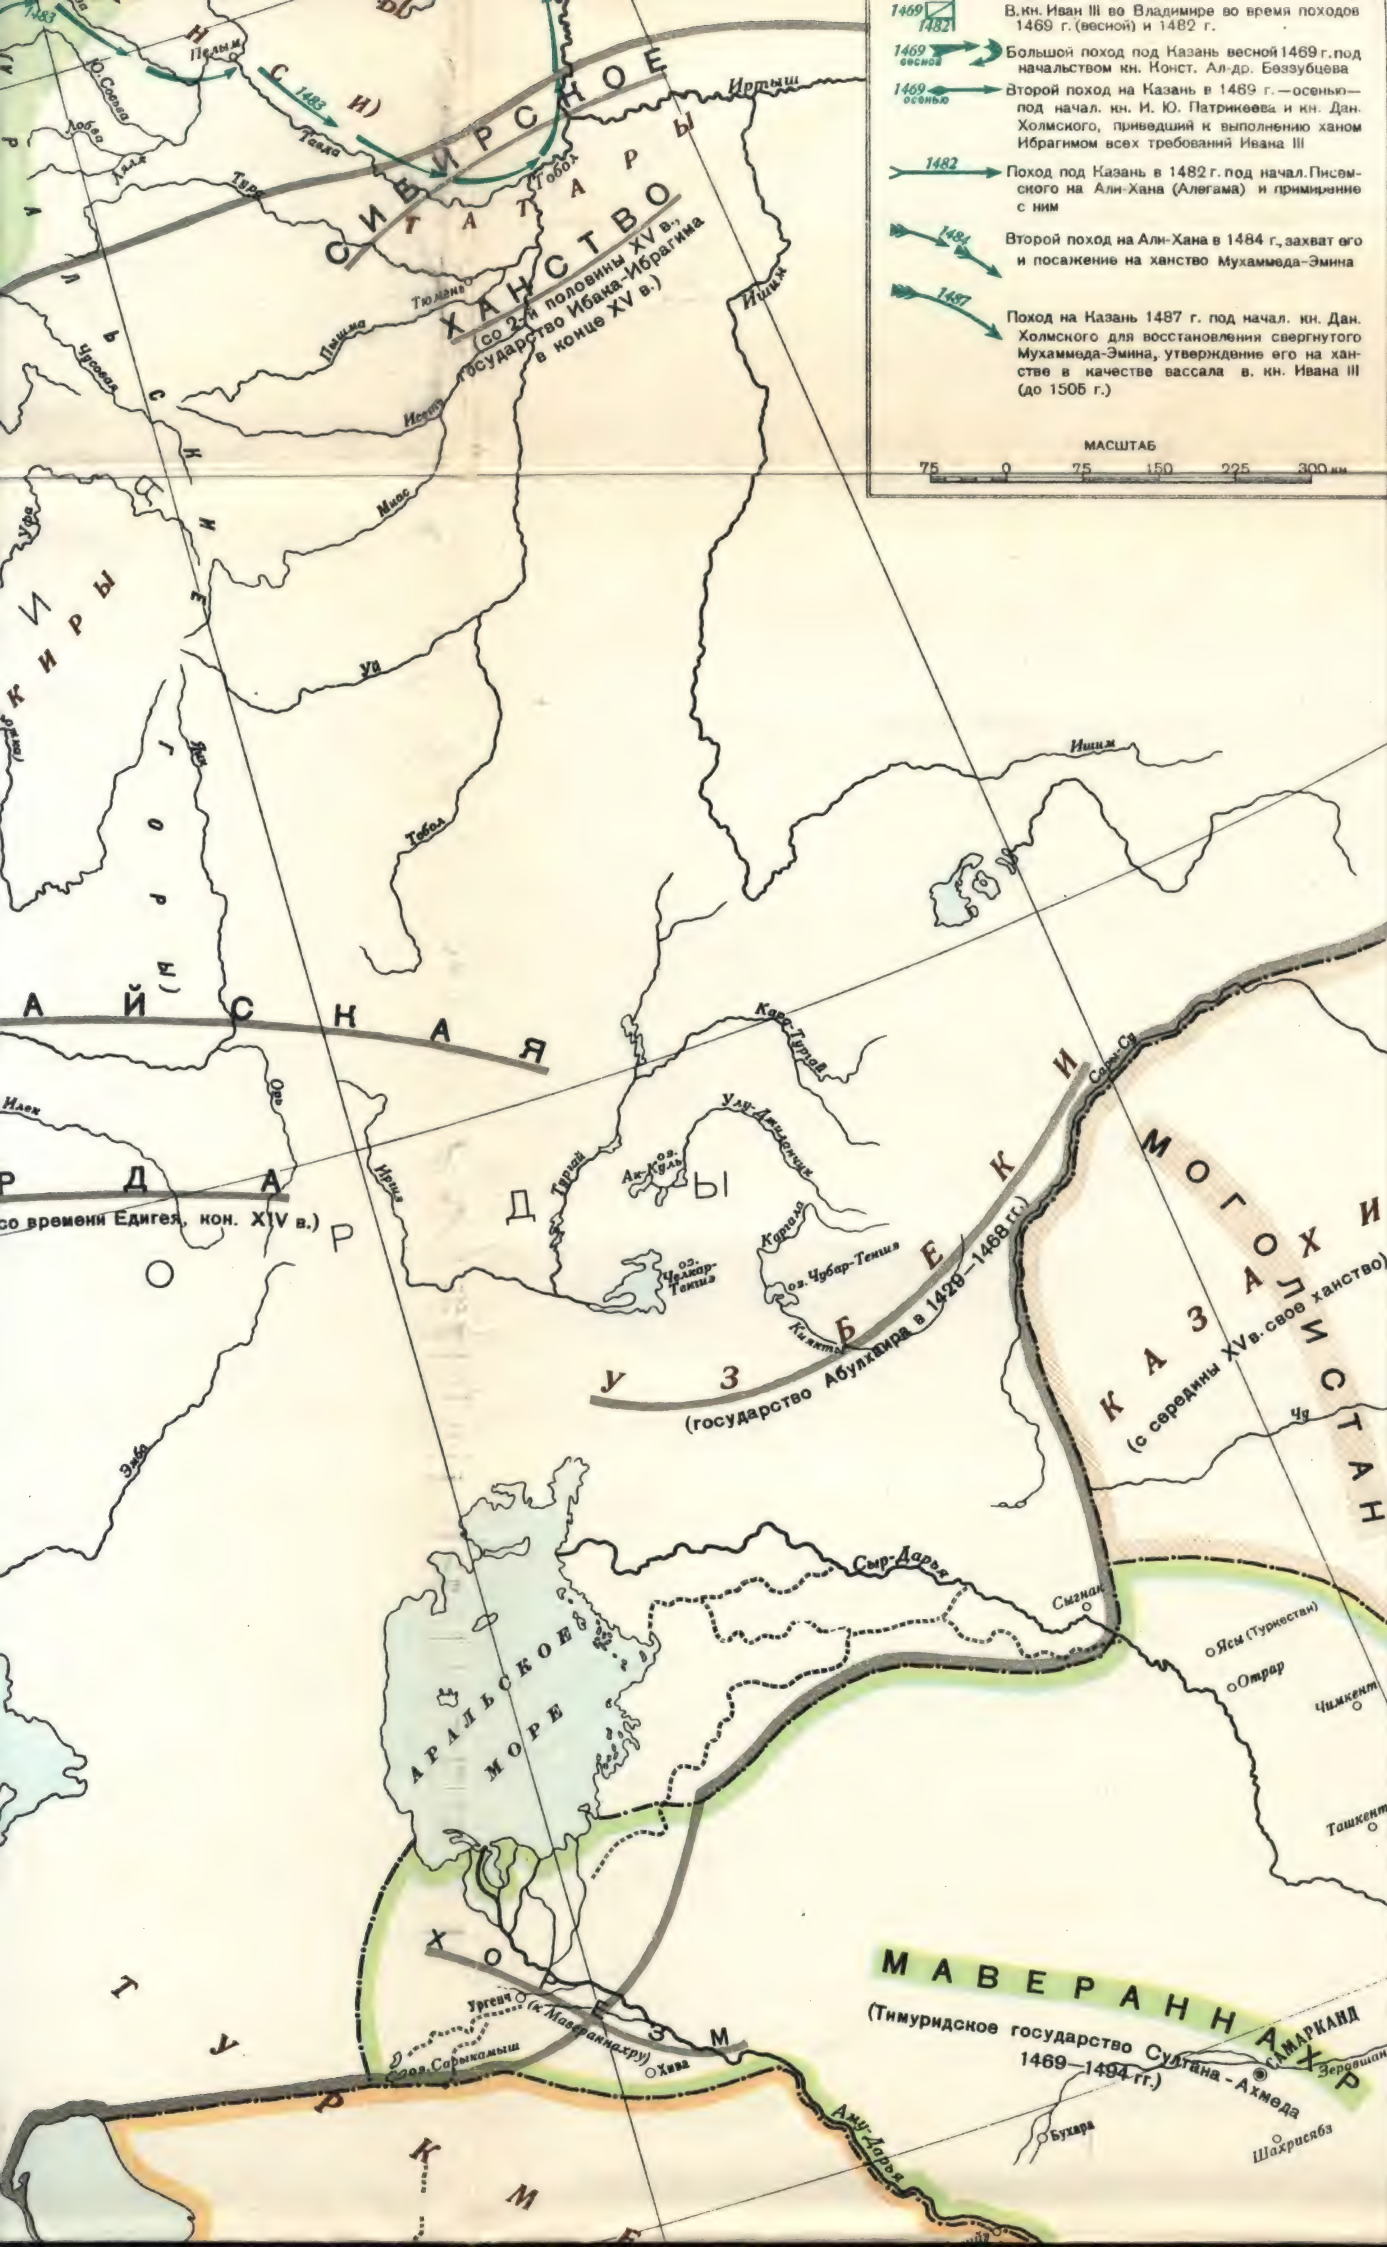 1469
1482
В.кн. Иван III во Владимире во время походов
1469 г. (весной) и 1482 г.
1469
весной
Большой поход под Казань весной 1469 г. под
начальством кн. Конст. Ал-др. Беззубцева
1469
осенью
Второй поход на Казань в 1469 г.—осенью—
под начал. кн. И. Ю. Патрикеева и кн. Дан.
Холмского, приведший к выполнению ханом
Ибрагимом всех требований Ивана III
1482
Поход под Казань в 1482 г. под начал. Писем-
ского на Али-Хана (Алегама) и примирение
с ним
1484
Второй поход на Али-Хана в 1484 г., захват его
и посажение на ханство Мухаммеда-Эмина
1487
Поход на Казань 1487 г. под начал. кн. Дан.
Холмского для восстановления свергнутого
Мухаммеда-Эмина, утверждение его на хан-
стве в качестве вассала в. кн. Ивана III
(до 1505 г.)
МАСШТАБ
75 0 75 150 225 300 км
1483
Пелым
1483
Ю.Сосьва
Лобва
Ляля
Тавда
Тура
Тобол
Иртыш
СИБИРСКОЕ
ТАТАРЫ
ХАНСТВО
(со 2-й половины XV в.,
государство Ибака-Ибрагима
в конце XV в.)
Тюмень
Пышма
Чусовая
Исеть
Ишим
Миас
Уфа
КИРЫ
Уй
Яик
ГОРЫ)
Тобол
Ишим
АЙСКАЯ
Кара-Тургай
Сары-Су
Илек
Орь
Иргиз
Тургай
Улу-Джиланчик
оз.
Ак-Куль
РДА
(со времени Едигея, кон. XIV в.)
ОРДЫ
оз.
Челкар-
Тенгиз
Каргала
оз. Чубар-Тенгиз
Киякты
УЗБЕКИ
(государство Абулхаира в 1429—1468 гг.)
МОГОЛИСТАН
КАЗАХИ
(с середины XV в. свое ханство)
Чу
Эмба
Сыр-Дарья
Сыгнак
Ясы (Туркестан)
Отрар
Чимкент
Ташкент
АРАЛЬСКОЕ
МОРЕ
ХОРЕЗМ
(к Мавераннахру)
Ургенч
Хива
оз. Сарыкамыш
МАВЕРАННАХР
(Тимуридское государство Султана-Ахмеда
1469—1494 гг.)
САМАРКАНД
Зеравшан
Бухара
Шахрисябз
Аму-Дарья
ТУРКМЕ